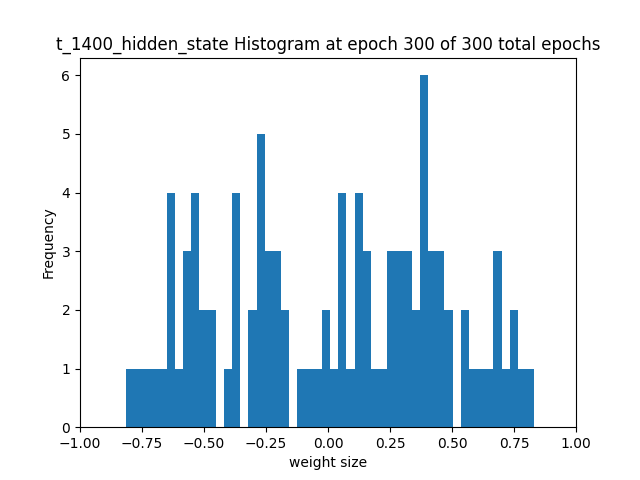 t_1400_hidden_state Histogram at epoch 300 of 300 total epochs
Frequency
6
5
4
3
2
1
0
−1.00 −0.75 −0.50 −0.25 0.00 0.25 0.50 0.75 1.00
weight size